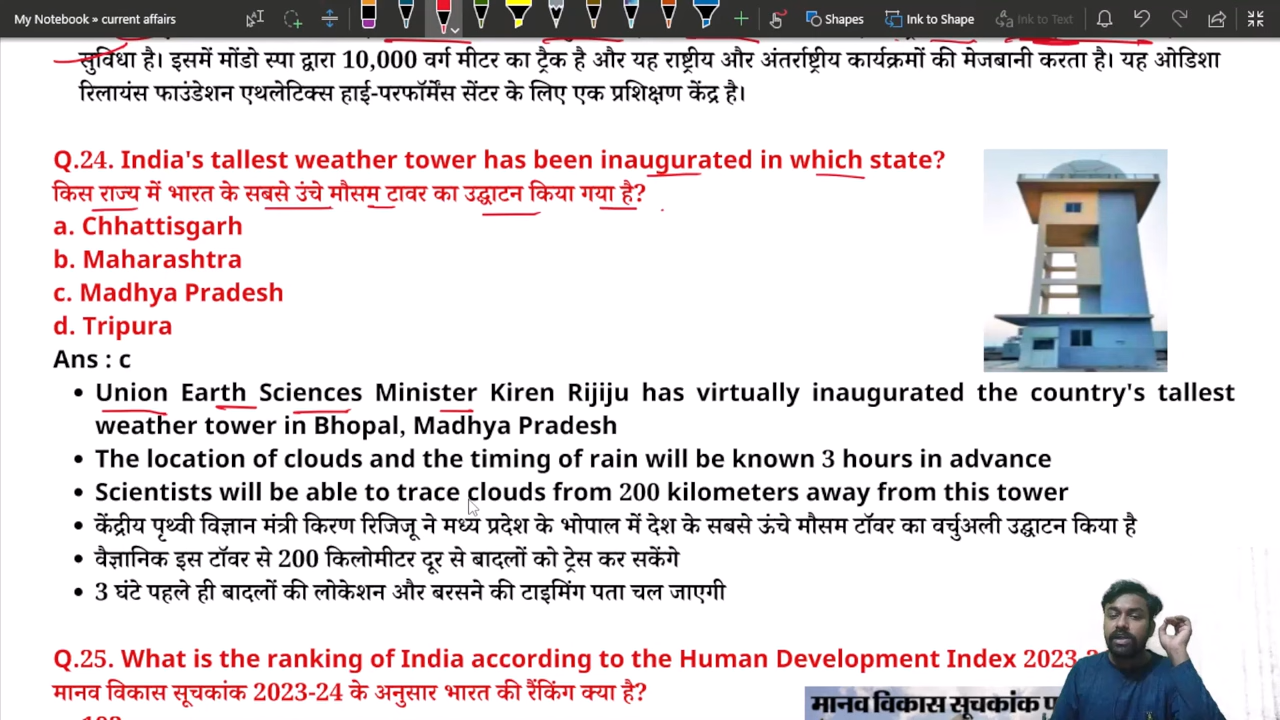 My Notebook » current affairs
Shapes
Ink to Shape
Ink to Text
सुविधा है। इसमें मोंडो स्पा द्वारा 10,000 वर्ग मीटर का ट्रैक है और यह राष्ट्रीय और अंतर्राष्ट्रीय कार्यक्रमों की मेजबानी करता है। यह ओडिशा
रिलायंस फाउंडेशन एथलेटिक्स हाई-परफॉर्मेंस सेंटर के लिए एक प्रशिक्षण केंद्र है।
Q.24. India's tallest weather tower has been inaugurated in which state?
किस राज्य में भारत के सबसे उंचे मौसम टावर का उद्घाटन किया गया है?
a. Chhattisgarh
b. Maharashtra
c. Madhya Pradesh
d. Tripura
Ans : c
• Union Earth Sciences Minister Kiren Rijiju has virtually inaugurated the country's tallest
weather tower in Bhopal, Madhya Pradesh
• The location of clouds and the timing of rain will be known 3 hours in advance
• Scientists will be able to trace clouds from 200 kilometers away from this tower
• केंद्रीय पृथ्वी विज्ञान मंत्री किरण रिजिजू ने मध्य प्रदेश के भोपाल में देश के सबसे ऊंचे मौसम टॉवर का वर्चुअली उद्घाटन किया है
• वैज्ञानिक इस टॉवर से 200 किलोमीटर दूर से बादलों को ट्रेस कर सकेंगे
• 3 घंटे पहले ही बादलों की लोकेशन और बरसने की टाइमिंग पता चल जाएगी
Q.25. What is the ranking of India according to the Human Development Index 2023-2
मानव विकास सूचकांक 2023-24 के अनुसार भारत की रैंकिंग क्या है?
मानव विकास सूचकांक